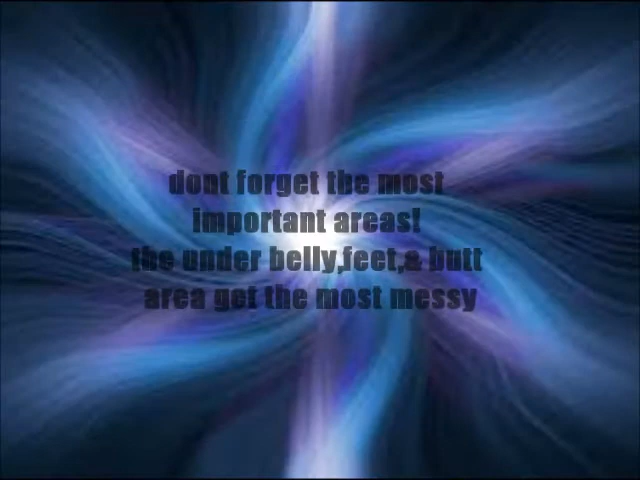 dont forget the most
important areas!
the under belly,feet,& butt
area get the most messy